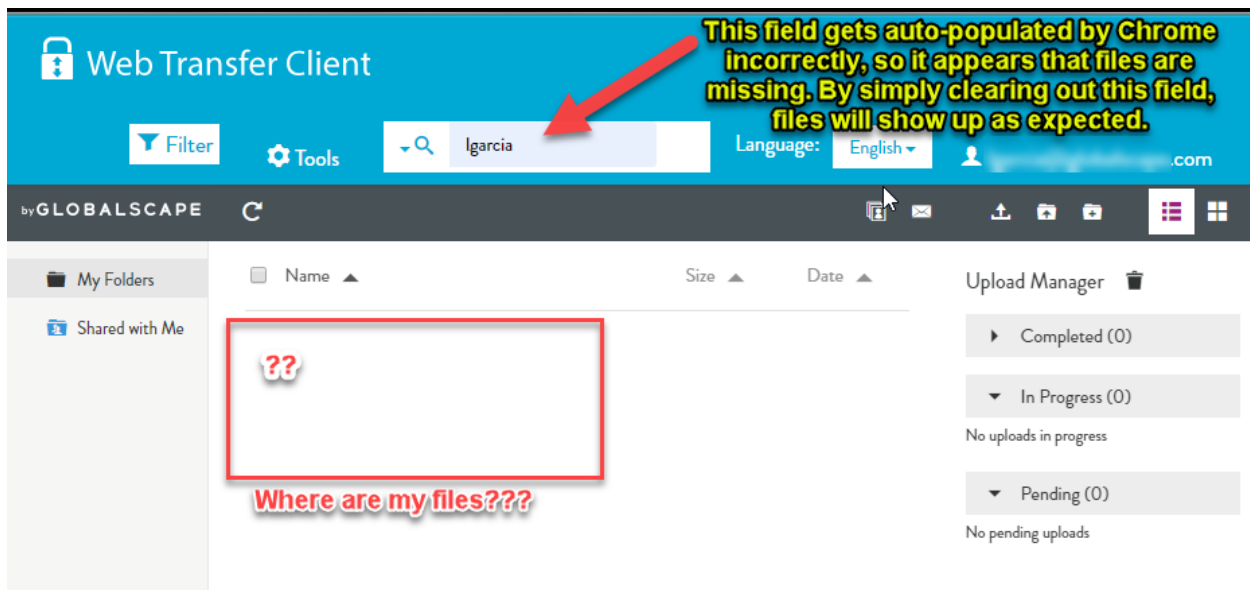 This field gets auto-populated by Chrome
incorrectly, so it appears that files are
missing. By simply clearing out this field,
files will show up as expected.
Web Transfer Client
Filter
Tools
lgarcia
Language:
English
.com
byGLOBALSCAPE
My Folders
Shared with Me
Name
Size
Date
??
Where are my files???
Upload Manager
Completed (0)
In Progress (0)
No uploads in progress
Pending (0)
No pending uploads